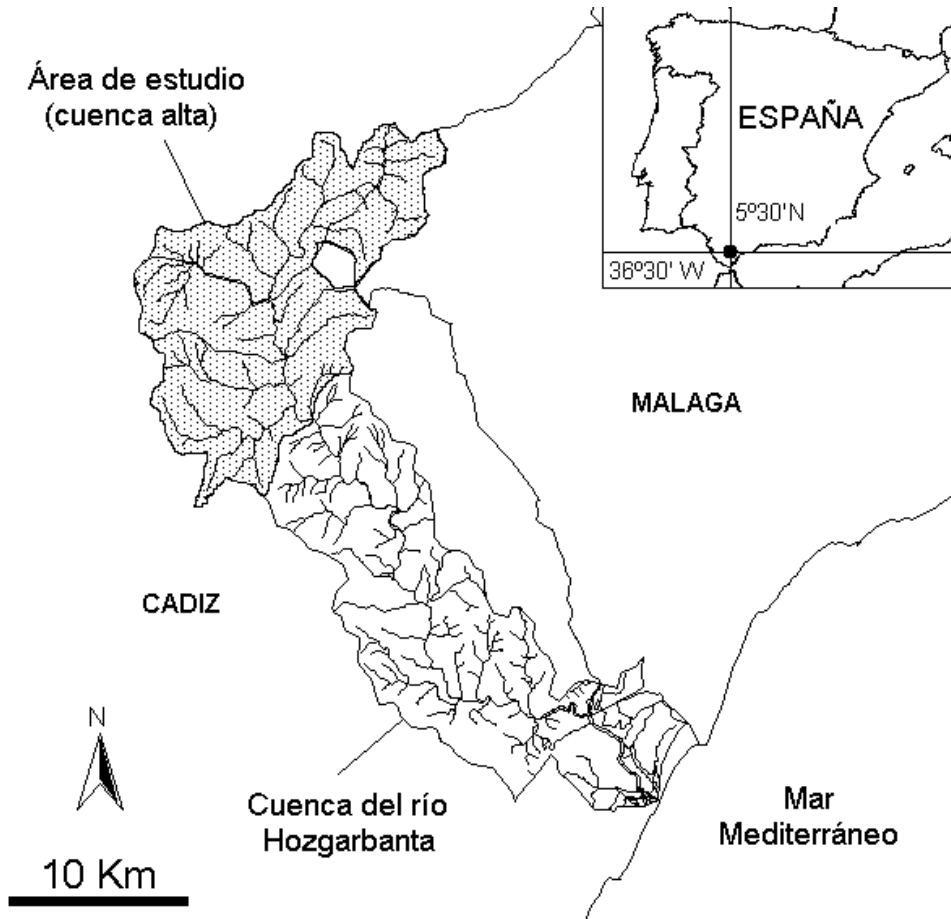 Área de estudio
(cuenca alta)
ESPAÑA
5º30'N
36º30' W
MALAGA
CADIZ
N
Cuenca del río
Hozgarbanta
Mar
Mediterráneo
10 Km